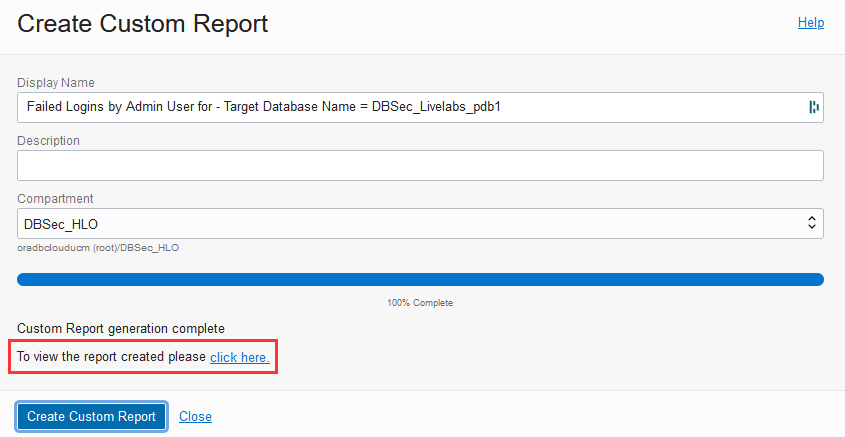 Create Custom Report
Help
Display Name
Failed Logins by Admin User for - Target Database Name = DBSec_Livelabs_pdb1
Description
Compartment
DBSec_HLO
oradbclouducm (root)/DBSec_HLO
100% Complete
Custom Report generation complete
To view the report created please click here.
Create Custom Report
Close